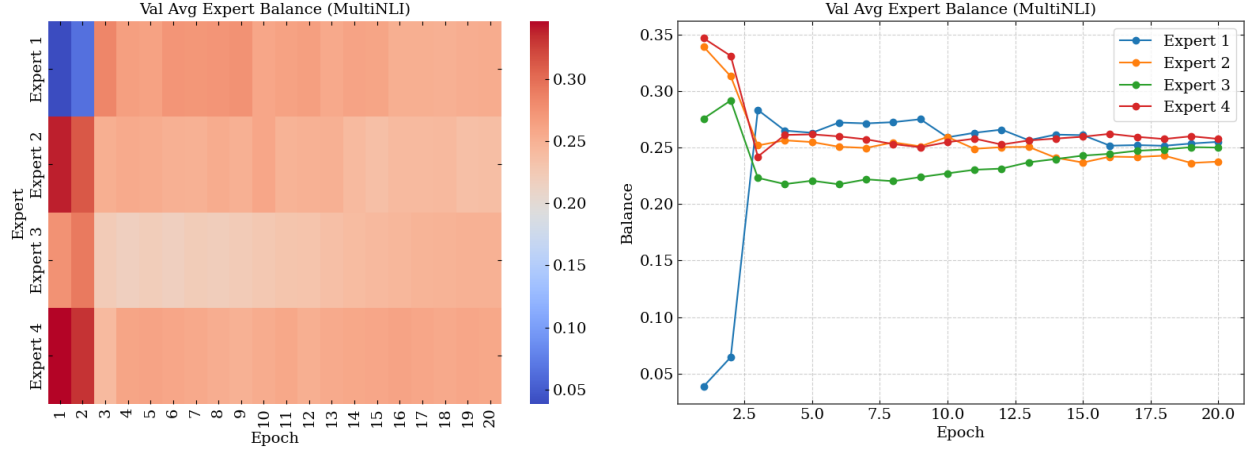 Val Avg Expert Balance (MultiNLI)
Expert
Expert 1
Expert 2
Expert 3
Expert 4
1 2 3 4 5 6 7 8 9 10 11 12 13 14 15 16 17 18 19 20
Epoch
0.30
0.25
0.20
0.15
0.10
0.05
Val Avg Expert Balance (MultiNLI)
Balance
0.35
0.30
0.25
0.20
0.15
0.10
0.05
2.5 5.0 7.5 10.0 12.5 15.0 17.5 20.0
Epoch
Expert 1
Expert 2
Expert 3
Expert 4